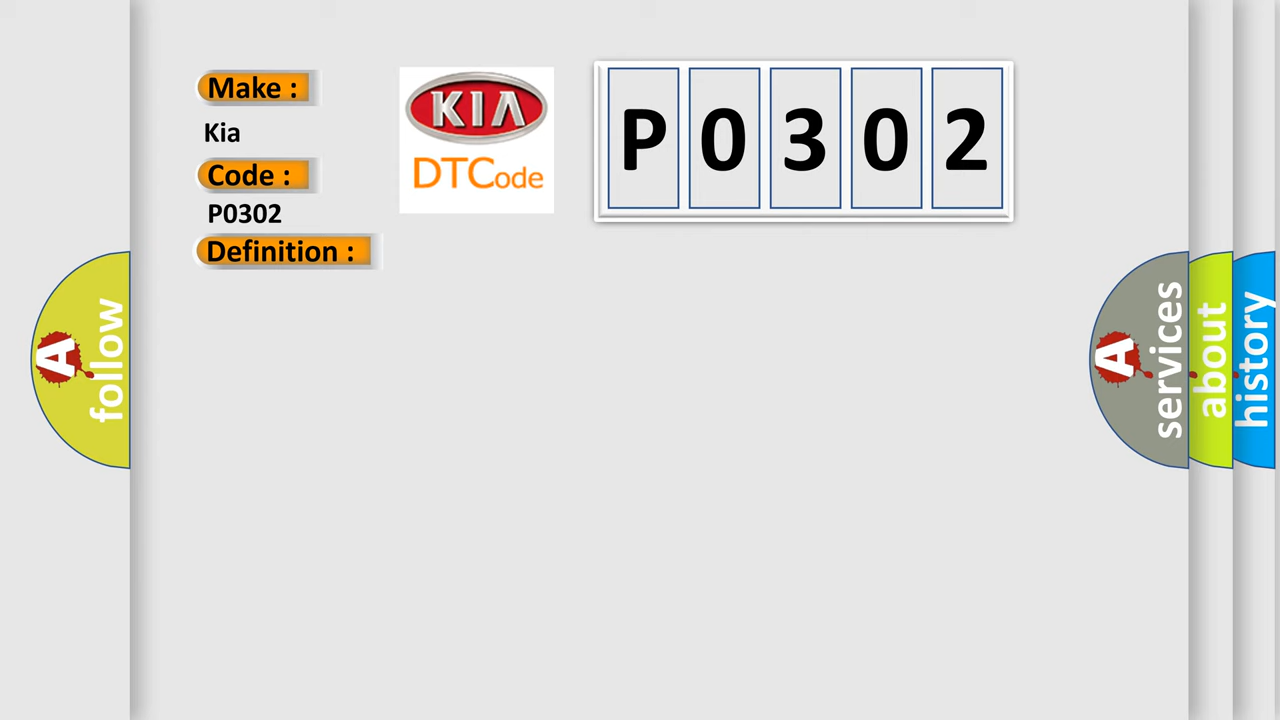 Make :
Kia
Code :
P0302
Definition :
KIA
DTCode
P0302
A follow
A services
about
history